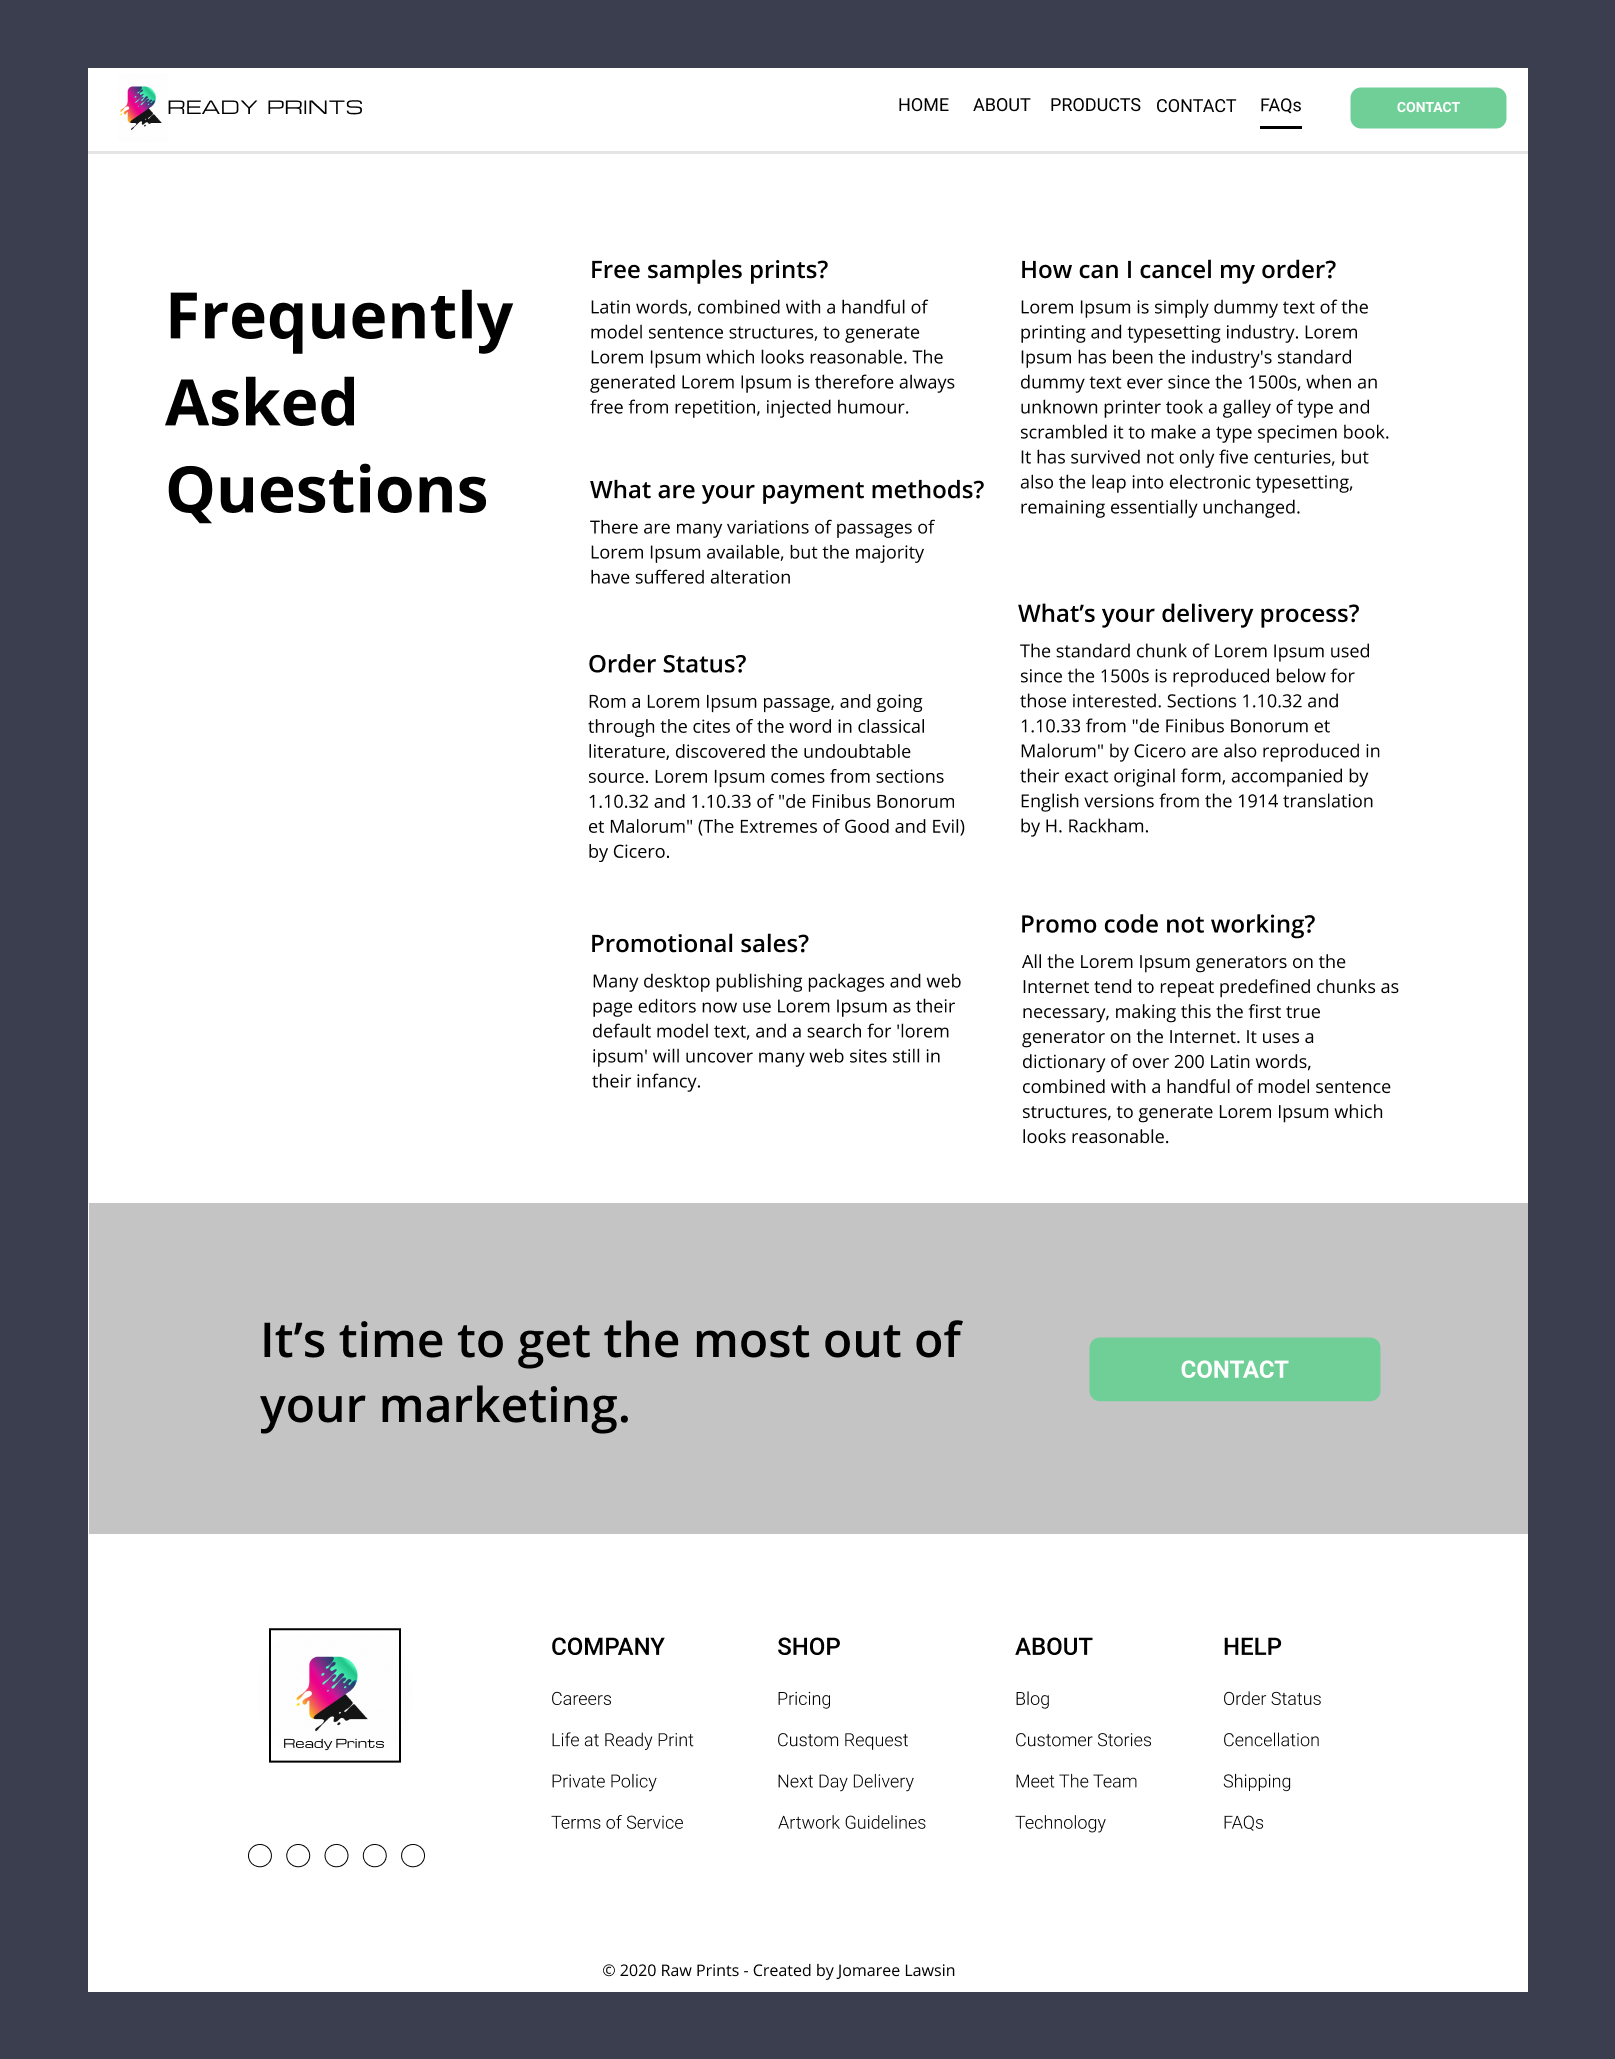 READY PRINTS
HOME ABOUT PRODUCTS CONTACT FAQs CONTACT
Frequently
Asked
Questions
Free samples prints?
Latin words, combined with a handful of
model sentence structures, to generate
Lorem Ipsum which looks reasonable. The
generated Lorem Ipsum is therefore always
free from repetition, injected humour.
What are your payment methods?
There are many variations of passages of
Lorem Ipsum available, but the majority
have suffered alteration
Order Status?
Rom a Lorem Ipsum passage, and going
through the cites of the word in classical
literature, discovered the undoubtable
source. Lorem Ipsum comes from sections
1.10.32 and 1.10.33 of "de Finibus Bonorum
et Malorum" (The Extremes of Good and Evil)
by Cicero.
Promotional sales?
Many desktop publishing packages and web
page editors now use Lorem Ipsum as their
default model text, and a search for 'lorem
ipsum' will uncover many web sites still in
their infancy.
How can I cancel my order?
Lorem Ipsum is simply dummy text of the
printing and typesetting industry. Lorem
Ipsum has been the industry's standard
dummy text ever since the 1500s, when an
unknown printer took a galley of type and
scrambled it to make a type specimen book.
It has survived not only five centuries, but
also the leap into electronic typesetting,
remaining essentially unchanged.
What’s your delivery process?
The standard chunk of Lorem Ipsum used
since the 1500s is reproduced below for
those interested. Sections 1.10.32 and
1.10.33 from "de Finibus Bonorum et
Malorum" by Cicero are also reproduced in
their exact original form, accompanied by
English versions from the 1914 translation
by H. Rackham.
Promo code not working?
All the Lorem Ipsum generators on the
Internet tend to repeat predefined chunks as
necessary, making this the first true
generator on the Internet. It uses a
dictionary of over 200 Latin words,
combined with a handful of model sentence
structures, to generate Lorem Ipsum which
looks reasonable.
It’s time to get the most out of
your marketing.
CONTACT
Ready Prints
COMPANY
Careers
Life at Ready Print
Private Policy
Terms of Service
SHOP
Pricing
Custom Request
Next Day Delivery
Artwork Guidelines
ABOUT
Blog
Customer Stories
Meet The Team
Technology
HELP
Order Status
Cencellation
Shipping
FAQs
© 2020 Raw Prints - Created by Jomaree Lawsin